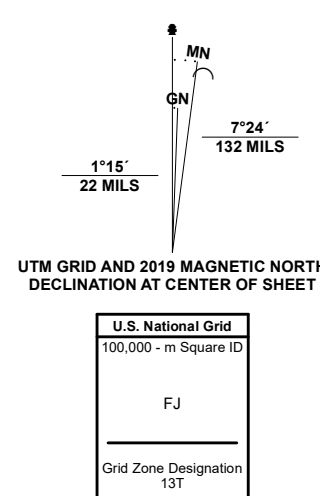 MN
GN
7°24´
132 MILS
1°15´
22 MILS
UTM GRID AND 2019 MAGNETIC NORTH
DECLINATION AT CENTER OF SHEET
U.S. National Grid
100,000 - m Square ID
FJ
Grid Zone Designation
13T